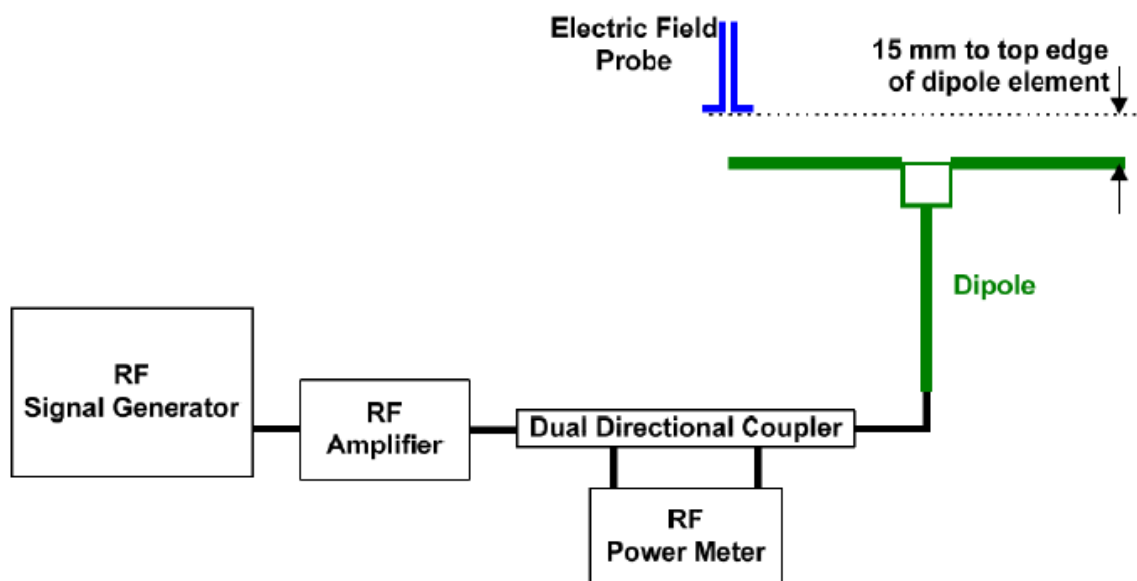 Electric Field
Probe
15 mm to top edge
of dipole element
Dipole
RF
Signal Generator
RF
Amplifier
Dual Directional Coupler
RF
Power Meter